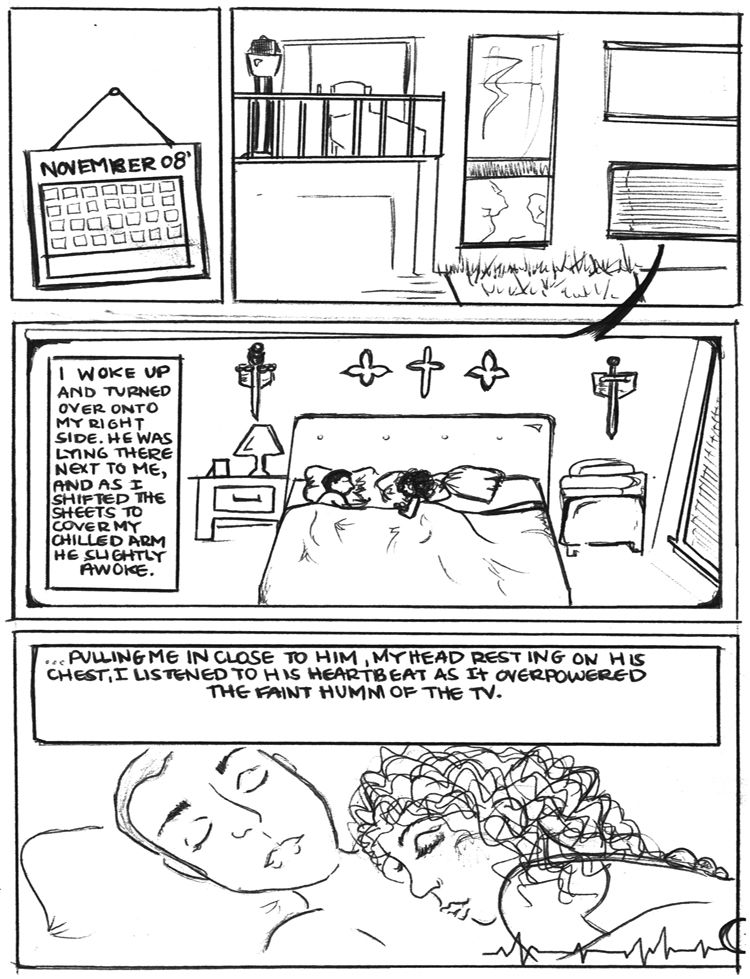 NOVEMBER 08'
I WOKE UP
AND TURNED
OVER ONTO
MY RIGHT
SIDE. HE WAS
LYING THERE
NEXT TO ME,
AND AS I
SHIFTED THE
SHEETS TO
COVER MY
CHILLED ARM
HE SLIGHTLY
AWOKE.
...PULLING ME IN CLOSE TO HIM, MY HEAD RESTING ON HIS
CHEST, I LISTENED TO HIS HEARTBEAT AS IT OVERPOWERED
THE FAINT HUMM OF THE TV.